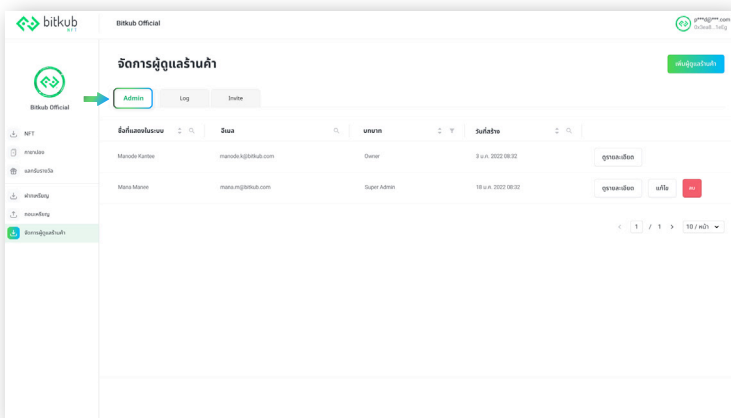 bitkub
NFT
Bitkub Official
p***d@***.com
จัดการผู้ดูแลร้านค้า
เพิ่มผู้ดูแลร้านค้า
Bitkub Official
Admin
Log
Invite
NFT
การปล่อย
แลกรับรางวัล
ฝากเหรียญ
ถอนเหรียญ
จัดการผู้ดูแลร้านค้า
ชื่อที่แสดงในระบบ
อีเมล
บทบาท
วันที่สร้าง
Manode Kantee
manode.k@bitkub.com
Owner
3 ม.ค. 2022 08:32
ดูรายละเอียด
Mana Manee
mana.m@bitkub.com
Super Admin
18 ม.ค. 2022 08:32
ดูรายละเอียด
แก้ไข
ลบ
1 / 1
10 / หน้า